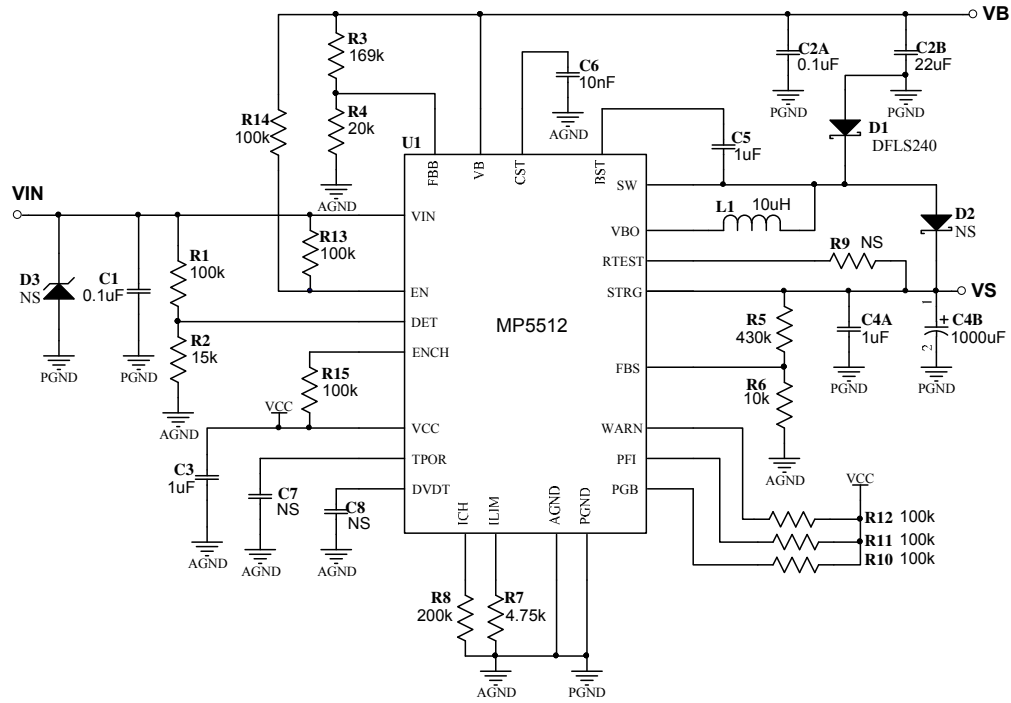 VB
R3
169k
C6
10nF
C2A
0.1uF
C2B
22uF
R14
100k
R4
20k
AGND
AGND
PGND
PGND
D1
DFLS240
C5
1uF
U1
FBB
VB
CST
BST
SW
VIN
VIN
L1
10uH
VBO
D2
NS
R13
100k
R9
NS
RTEST
D3
NS
C1
0.1uF
R1
100k
EN
STRG
VS
MP5512
DET
R2
15k
R5
430k
C4A
1uF
1
+
2
C4B
1000uF
ENCH
FBS
PGND
PGND
PGND
PGND
R15
100k
R6
10k
AGND
VCC
VCC
WARN
C3
1uF
TPOR
PFI
AGND
VCC
C7
NS
DVDT
C8
NS
PGB
ICH
ILIM
AGND
PGND
R12 100k
R11 100k
R10 100k
AGND
AGND
AGND
R8
200k
R7
4.75k
AGND
PGND